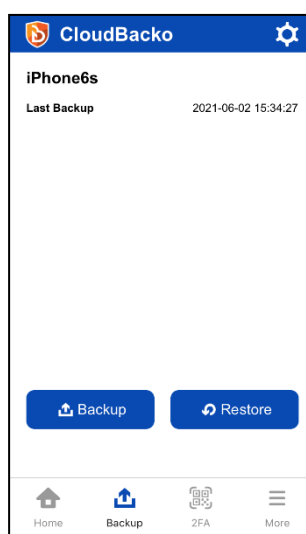 CloudBacko
iPhone6s
Last Backup 2021-06-02 15:34:27
Backup Restore
Home Backup 2FA More